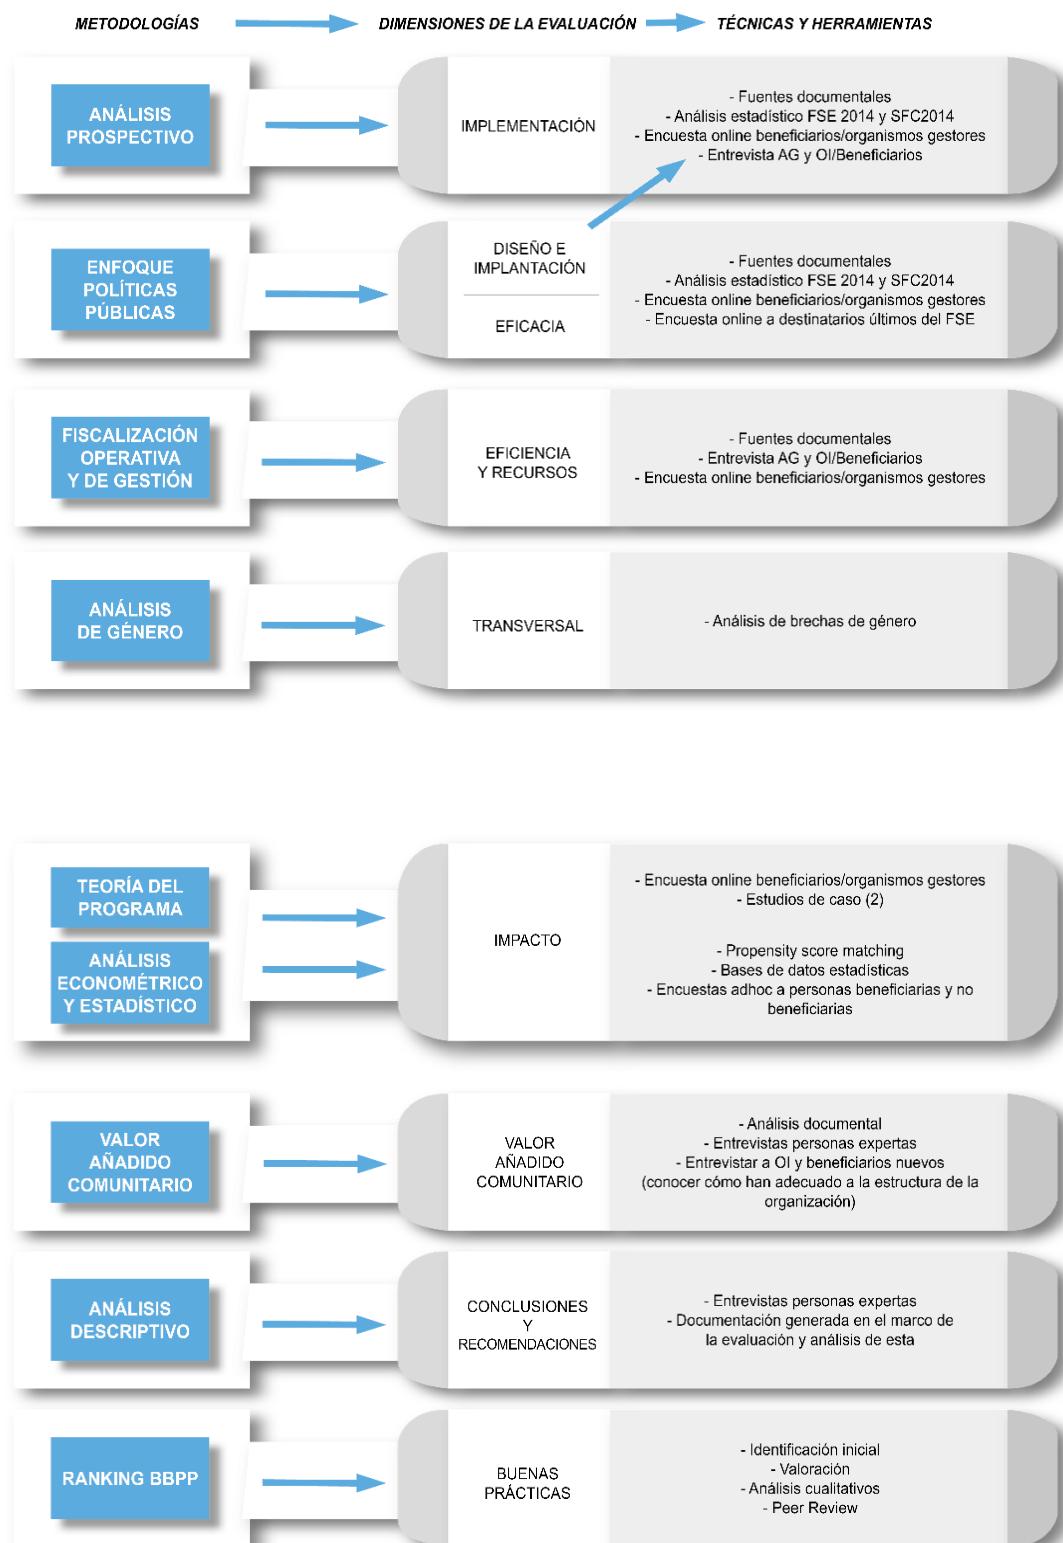 METODOLOGÍAS DIMENSIONES DE LA EVALUACIÓN TÉCNICAS Y HERRAMIENTAS
ANÁLISIS
PROSPECTIVO
IMPLEMENTACIÓN
- Fuentes documentales
- Análisis estadístico FSE 2014 y SFC2014
- Encuesta online beneficiarios/organismos gestores
- Entrevista AG y OI/Beneficiarios
ENFOQUE
POLÍTICAS
PÚBLICAS
DISEÑO E
IMPLANTACIÓN
EFICACIA
- Fuentes documentales
- Análisis estadístico FSE 2014 y SFC2014
- Encuesta online beneficiarios/organismos gestores
- Encuesta online a destinatarios últimos del FSE
FISCALIZACIÓN
OPERATIVA
Y DE GESTIÓN
EFICIENCIA
Y RECURSOS
- Fuentes documentales
- Entrevista AG y OI/Beneficiarios
- Encuesta online beneficiarios/organismos gestores
ANÁLISIS
DE GÉNERO
TRANSVERSAL
- Análisis de brechas de género
TEORÍA DEL
PROGRAMA
ANÁLISIS
ECONOMÉTRICO
Y ESTADÍSTICO
IMPACTO
- Encuesta online beneficiarios/organismos gestores
- Estudios de caso (2)
- Propensity score matching
- Bases de datos estadísticas
- Encuestas adhoc a personas beneficiarias y no
beneficiarias
VALOR
AÑADIDO
COMUNITARIO
VALOR
AÑADIDO
COMUNITARIO
- Análisis documental
- Entrevistas personas expertas
- Entrevistar a OI y beneficiarios nuevos
(conocer cómo han adecuado a la estructura de la
organización)
ANÁLISIS
DESCRIPTIVO
CONCLUSIONES
Y
RECOMENDACIONES
- Entrevistas personas expertas
- Documentación generada en el marco de
la evaluación y análisis de esta
RANKING BBPP
BUENAS
PRÁCTICAS
- Identificación inicial
- Valoración
- Análisis cualitativos
- Peer Review